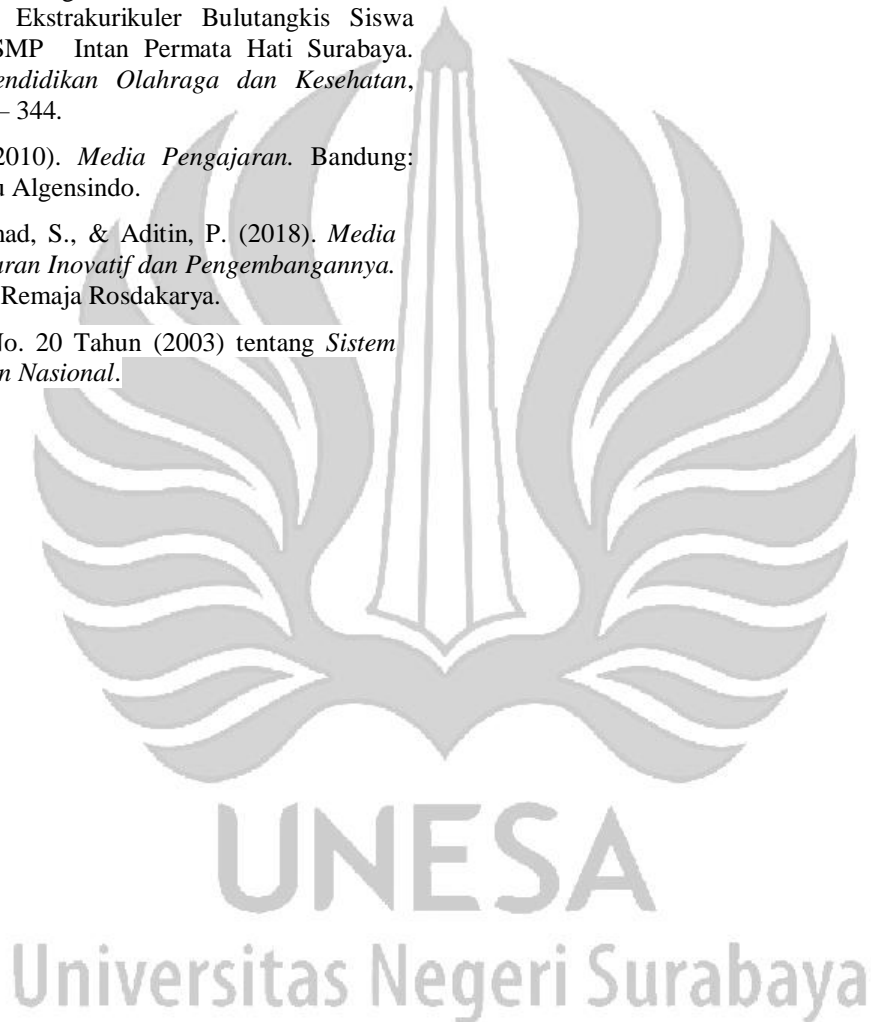 Ekstrakurikuler Bulutangkis Siswa
SMP Intan Permata Hati Surabaya.
endidikan Olahraga dan Kesehatan,
– 344.
2010). Media Pengajaran. Bandung:
u Algensindo.
nad, S., & Aditin, P. (2018). Media
uran Inovatif dan Pengembangannya.
Remaja Rosdakarya.
No. 20 Tahun (2003) tentang Sistem
n Nasional.
UNESA
Universitas Negeri Surabaya